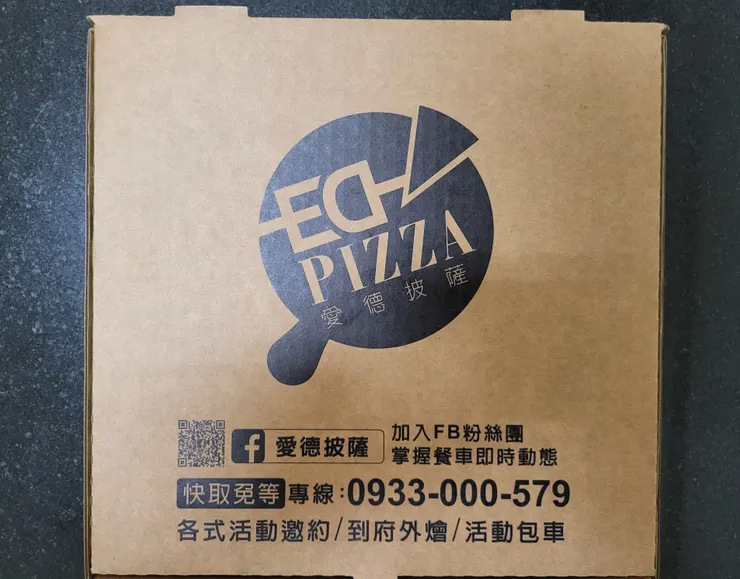 ED
PIZZA
愛德披薩
f 愛德披薩
加入FB粉絲團
掌握餐車即時動態
快取免等專線:0933-000-579
各式活動邀約/到府外燴/活動包車